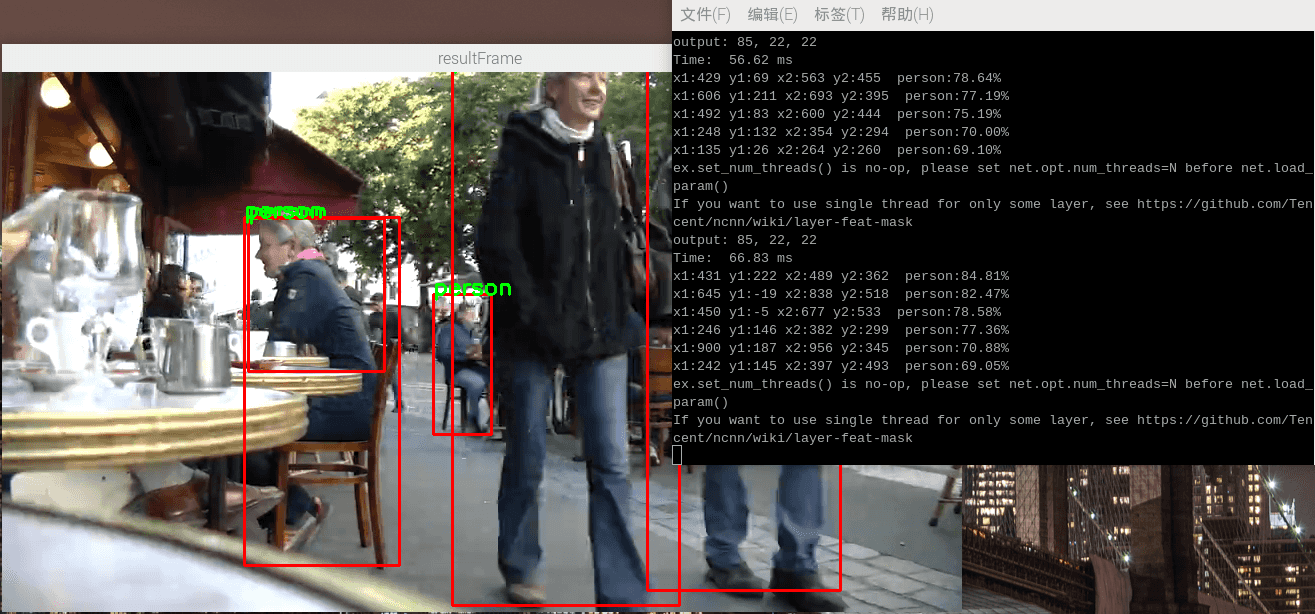 文件(F) 编辑(E) 标签(T) 帮助(H)
resultFrame
person
person
output: 85, 22, 22
Time:  56.62 ms
x1:429 y1:69 x2:563 y2:455  person:78.64%
x1:606 y1:211 x2:693 y2:395  person:77.19%
x1:492 y1:83 x2:600 y2:444  person:75.19%
x1:248 y1:132 x2:354 y2:294  person:70.00%
x1:135 y1:26 x2:264 y2:260  person:69.10%
ex.set_num_threads() is no-op, please set net.opt.num_threads=N before net.load_
param()
If you want to use single thread for only some layer, see https://github.com/Ten
cent/ncnn/wiki/layer-feat-mask
output: 85, 22, 22
Time:  66.83 ms
x1:431 y1:222 x2:489 y2:362  person:84.81%
x1:645 y1:-19 x2:838 y2:518  person:82.47%
x1:450 y1:-5 x2:677 y2:533  person:78.58%
x1:246 y1:146 x2:382 y2:299  person:77.36%
x1:900 y1:187 x2:956 y2:345  person:70.88%
x1:242 y1:145 x2:397 y2:493  person:69.05%
ex.set_num_threads() is no-op, please set net.opt.num_threads=N before net.load_
param()
If you want to use single thread for only some layer, see https://github.com/Ten
cent/ncnn/wiki/layer-feat-mask